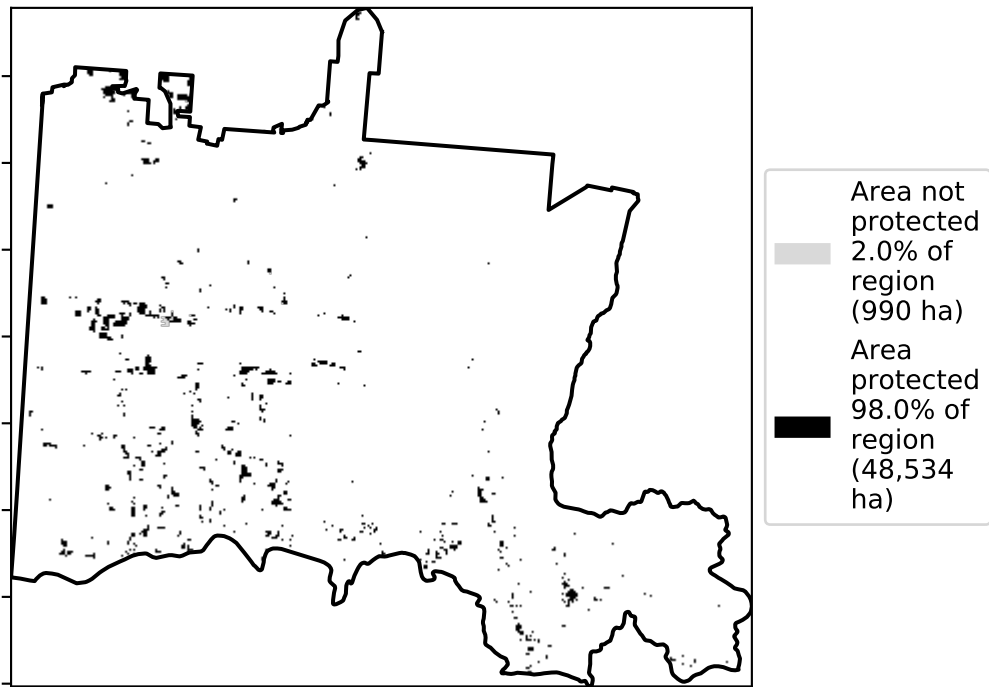 Area not
protected
2.0% of
region
(990 ha)
Area
protected
98.0% of
region
(48,534
ha)